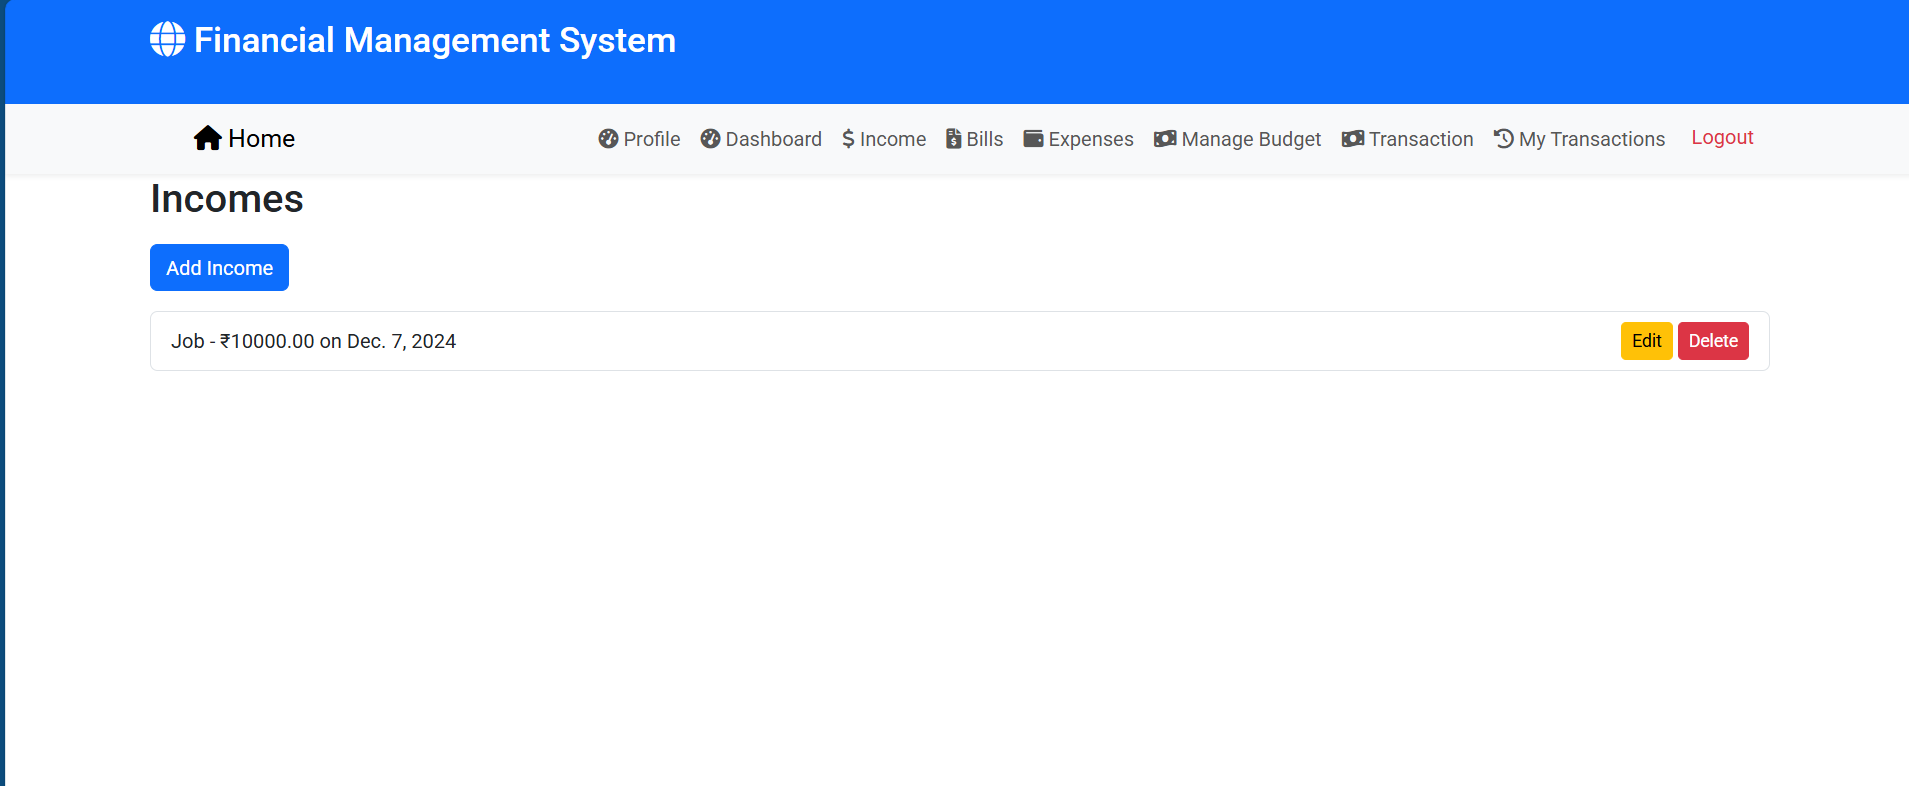 Financial Management System
Home Profile Dashboard Income Bills Expenses Manage Budget Transaction My Transactions Logout
Incomes
Add Income
Job - ₹10000.00 on Dec. 7, 2024 Edit Delete